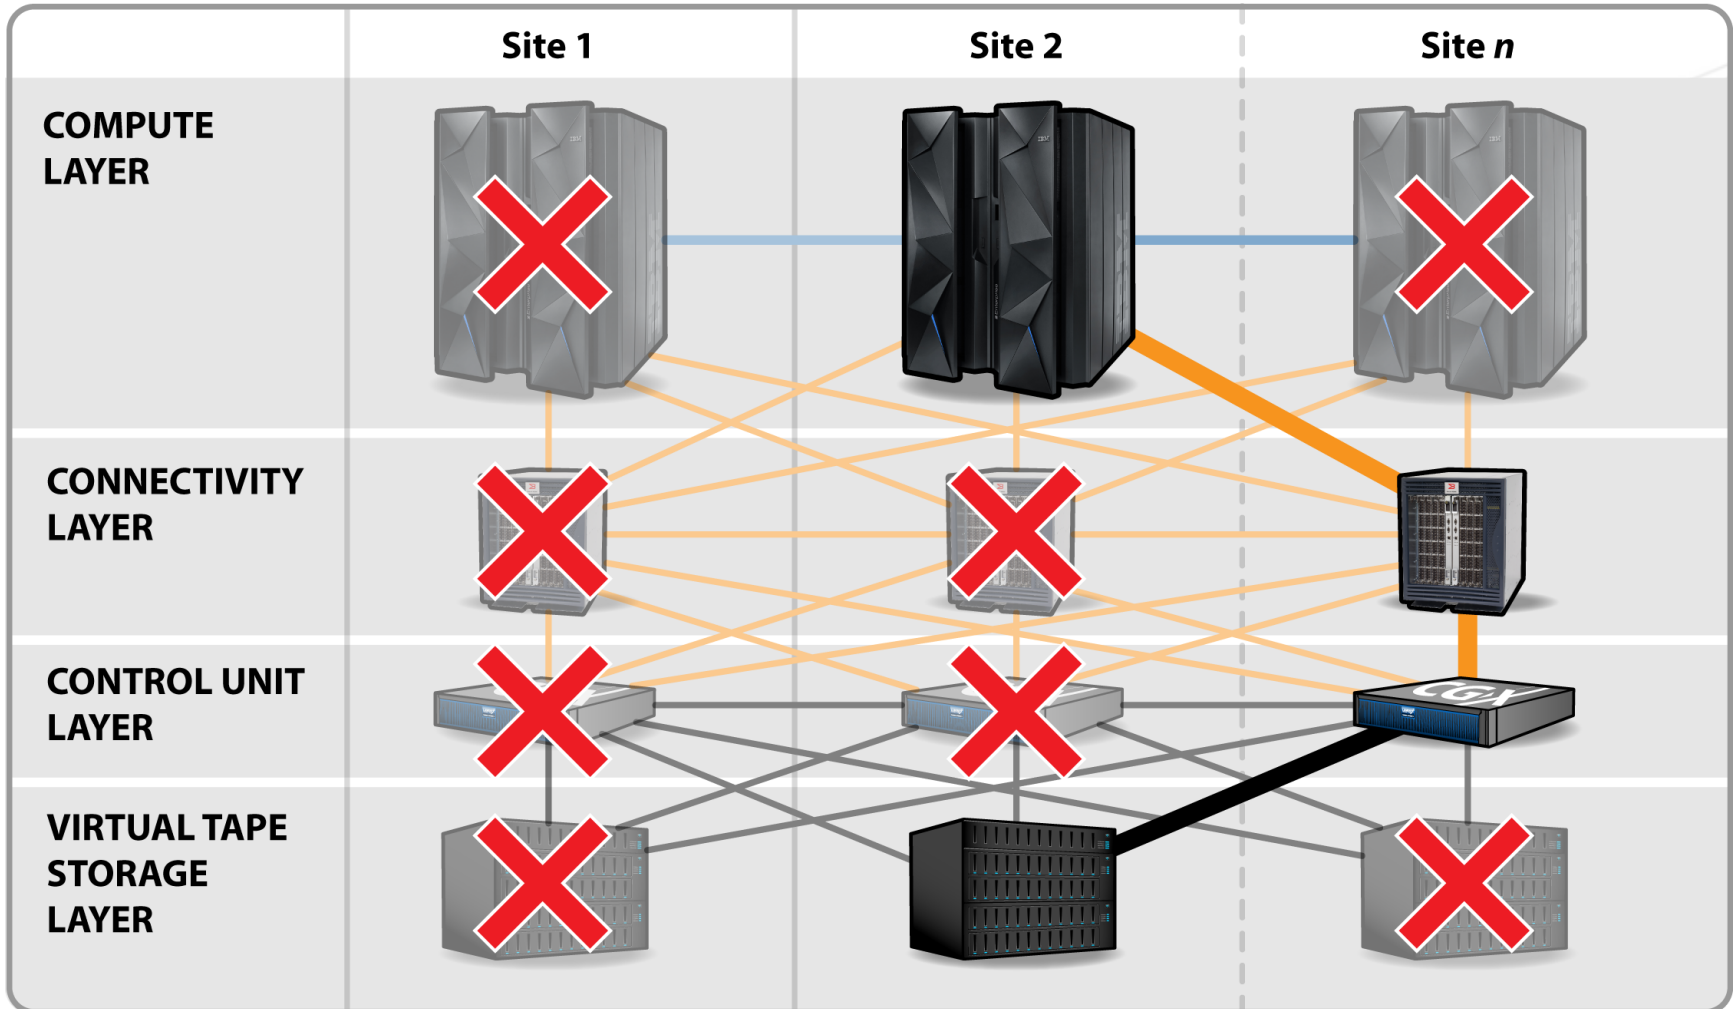 Site 1
Site 2
Site n
COMPUTE
LAYER
CONNECTIVITY
LAYER
CONTROL UNIT
LAYER
CGX
VIRTUAL TAPE
STORAGE
LAYER